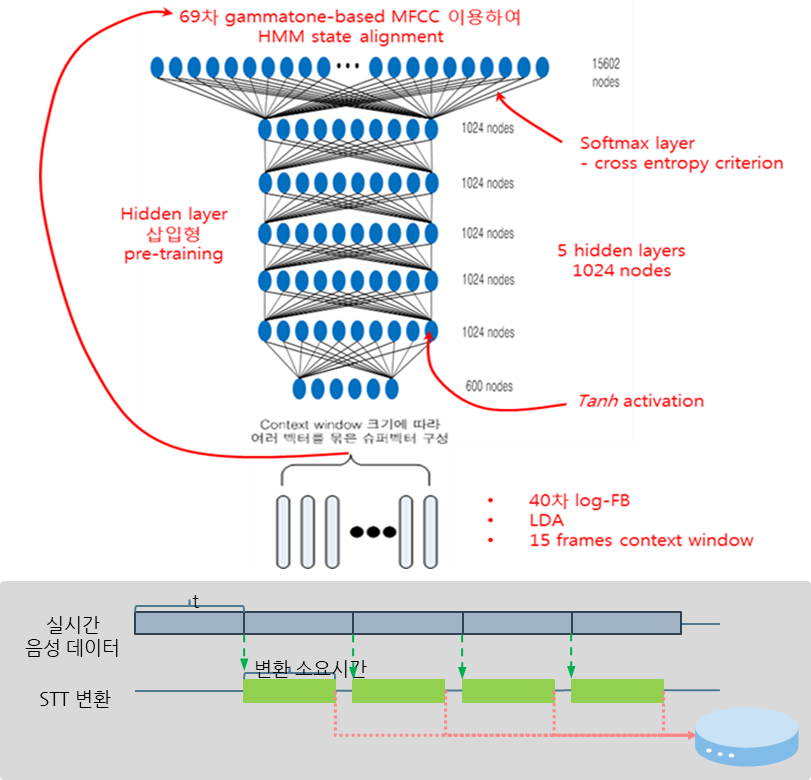 69차 gammatone-based MFCC 이용하여
HMM state alignment
15602
nodes
1024 nodes
Softmax layer
- cross entropy criterion
1024 nodes
Hidden layer
삽입형
pre-training
1024 nodes
5 hidden layers
1024 nodes
1024 nodes
1024 nodes
600 nodes
Tanh activation
Context window 크기에 따라
여러 벡터를 묶은 슈퍼벡터 구성
• 40차 log-FB
• LDA
• 15 frames context window
t
실시간
음성 데이터
변환 소요시간
STT 변환